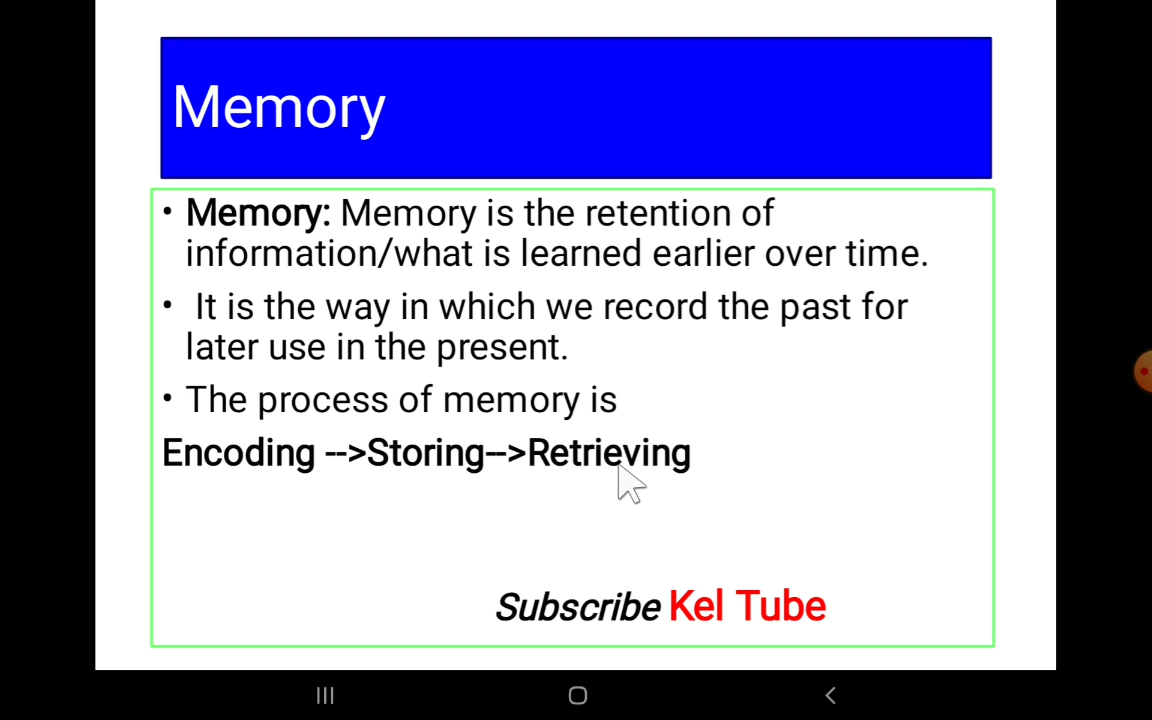 Memory
• Memory: Memory is the retention of
information/what is learned earlier over time.
• It is the way in which we record the past for
later use in the present.
• The process of memory is
Encoding -->Storing-->Retrieving
Subscribe Kel Tube